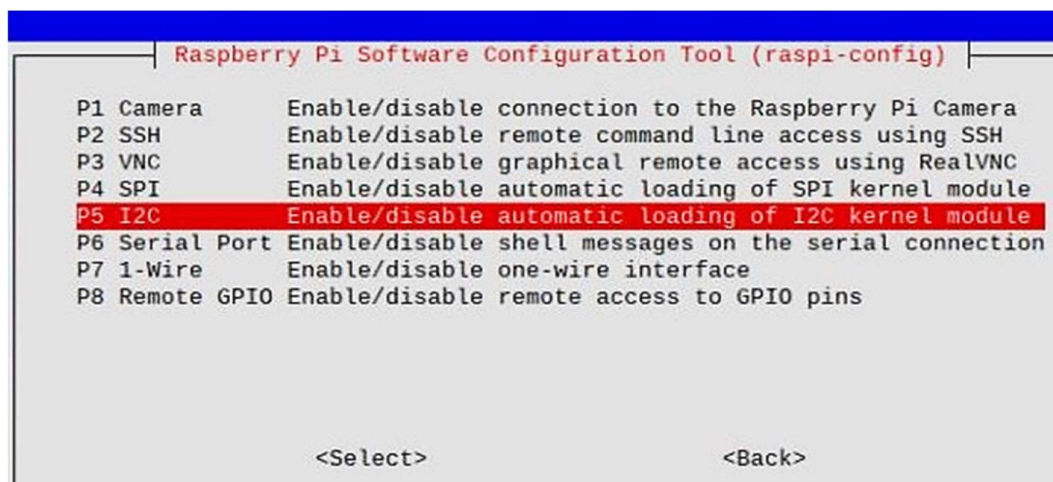 Raspberry Pi Software Configuration Tool (raspi-config)
P1 Camera Enable/disable connection to the Raspberry Pi Camera
P2 SSH Enable/disable remote command line access using SSH
P3 VNC Enable/disable graphical remote access using RealVNC
P4 SPI Enable/disable automatic loading of SPI kernel module
P5 I2C Enable/disable automatic loading of I2C kernel module
P6 Serial Port Enable/disable shell messages on the serial connection
P7 1-Wire Enable/disable one-wire interface
P8 Remote GPIO Enable/disable remote access to GPIO pins
<Select> <Back>